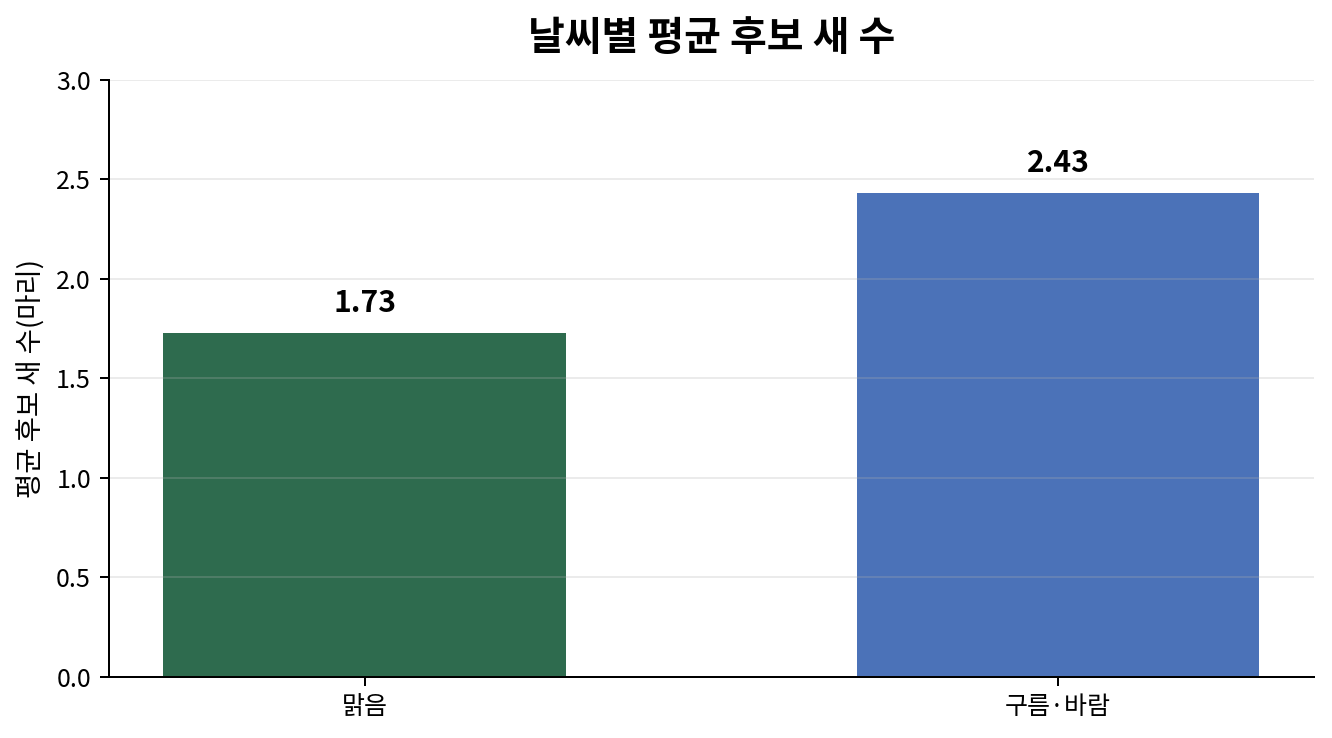 날씨별 평균 후보 새 수
평균 후보 새 수(마리)
3.0
2.5
2.0
1.5
1.0
0.5
0.0
1.73
2.43
맑음
구름·바람